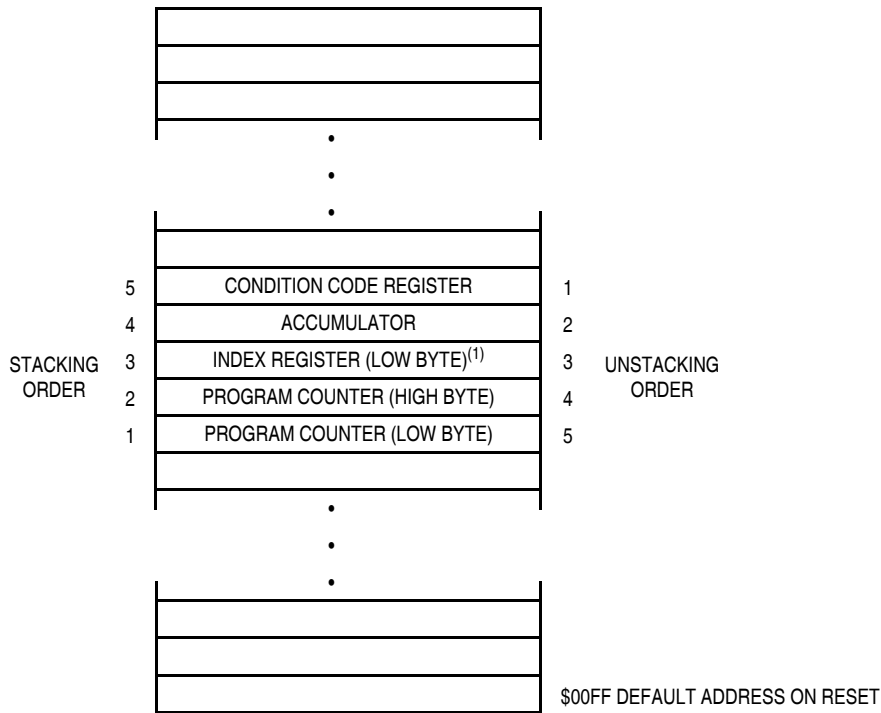 5 CONDITION CODE REGISTER 1
4 ACCUMULATOR 2
STACKING ORDER 3 INDEX REGISTER (LOW BYTE)(1) 3 UNSTACKING ORDER
2 PROGRAM COUNTER (HIGH BYTE) 4
1 PROGRAM COUNTER (LOW BYTE) 5
$00FF DEFAULT ADDRESS ON RESET